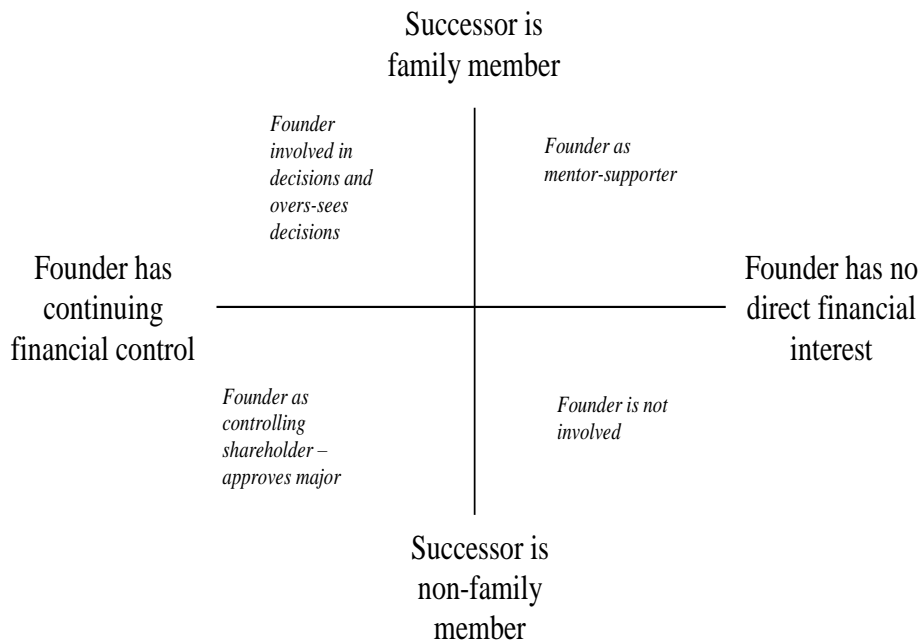 Successor is
family member
Founder
involved in
decisions and
overs-sees
decisions
Founder as
mentor-supporter
Founder has
continuing
financial control
Founder has no
direct financial
interest
Founder as
controlling
shareholder –
approves major
Founder is not
involved
Successor is
non-family
member